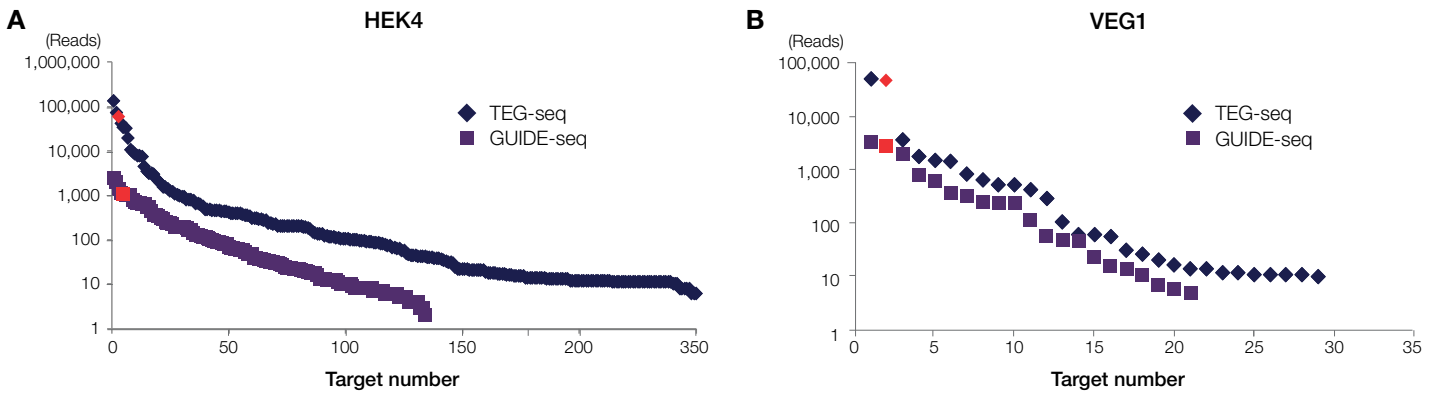 A
HEK4
(Reads)
1,000,000
100,000
10,000
1,000
100
10
1
TEG-seq
GUIDE-seq
0 50 100 150 200 350
Target number
B
VEG1
(Reads)
100,000
10,000
1,000
100
10
1
TEG-seq
GUIDE-seq
0 5 10 15 20 25 30 35
Target number